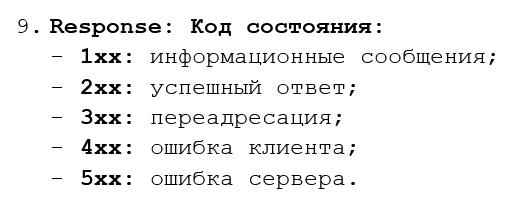 9. Response: Код состояния:
- 1xx: информационные сообщения;
- 2xx: успешный ответ;
- 3xx: переадресация;
- 4xx: ошибка клиента;
- 5xx: ошибка сервера.